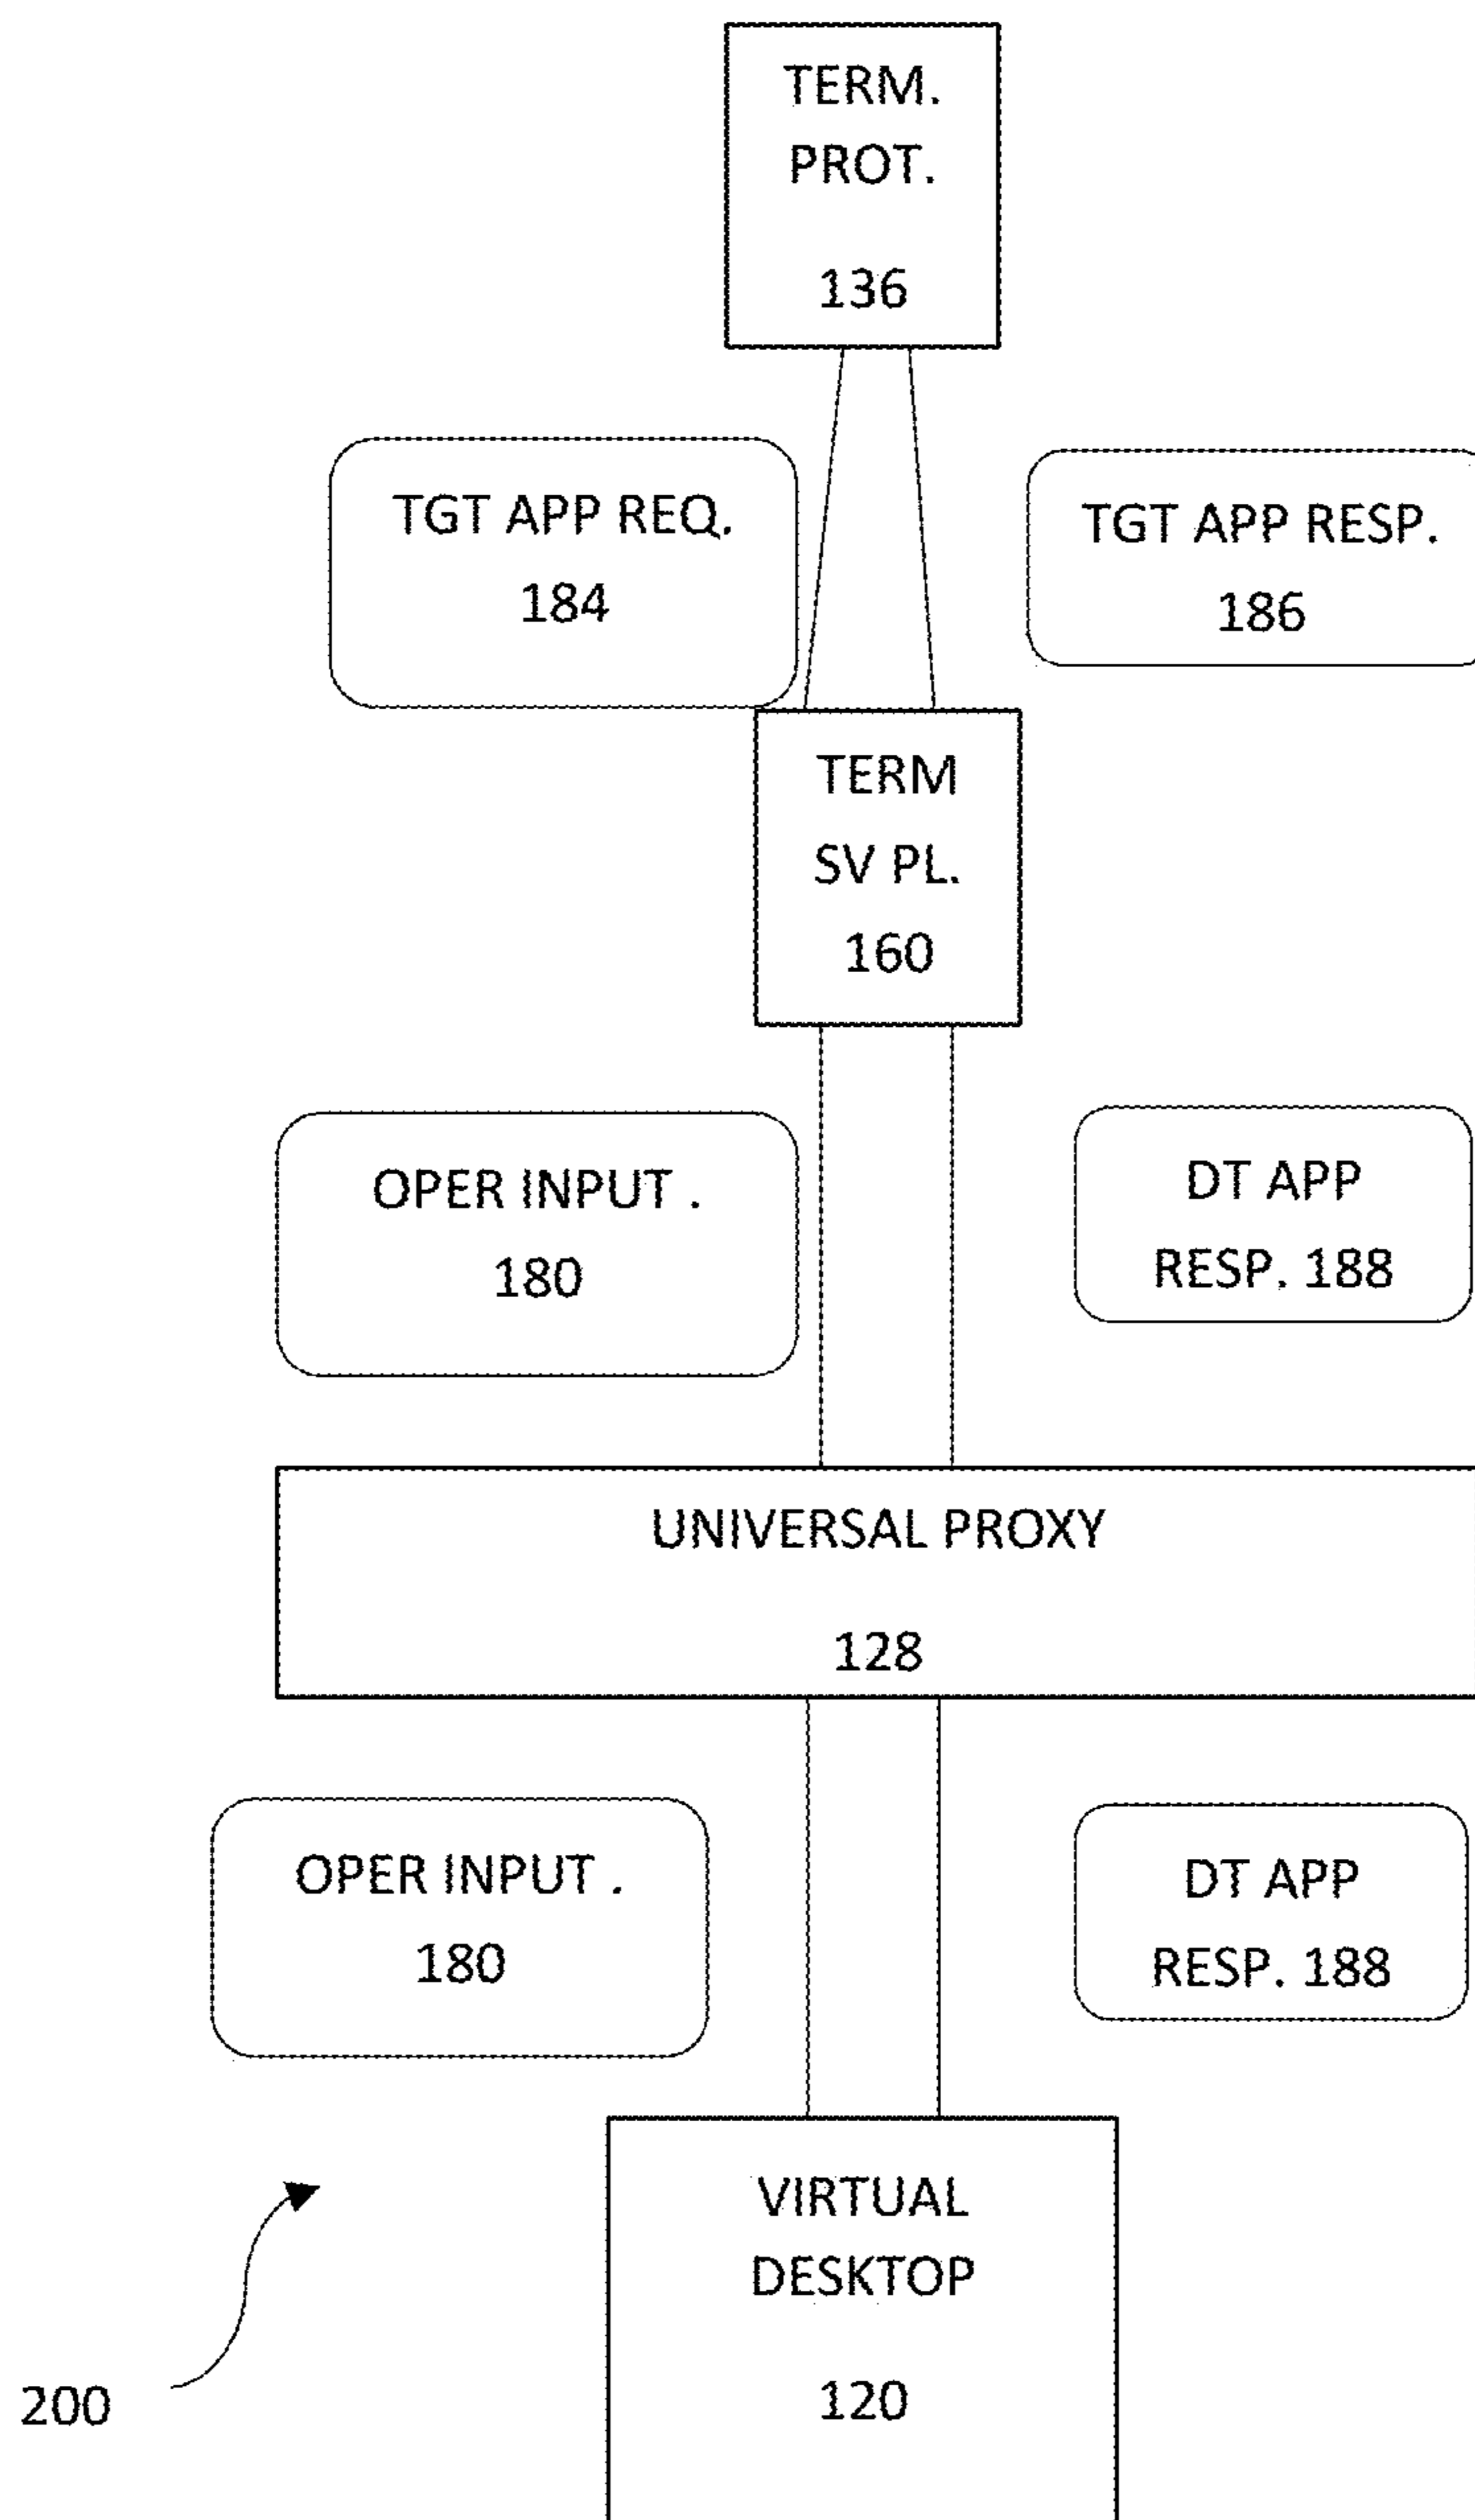 TERM.
PROT.
136
TGT APP REQ.
184
TGT APP RESP.
186
TERM
SV PL.
160
OPER INPUT .
180
DT APP
RESP. 188
UNIVERSAL PROXY
128
OPER INPUT .
180
DT APP
RESP. 188
VIRTUAL
DESKTOP
120
200